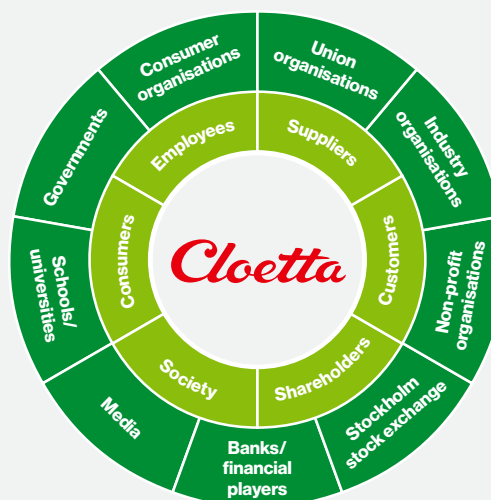 Consumer
organisations
Union
organisations
Industry
organisations
Non-profit
organisations
Stockholm
stock exchange
Banks/
financial
players
Media
Schools/
universities
Governments
Employees
Suppliers
Customers
Shareholders
Society
Consumers
Cloetta